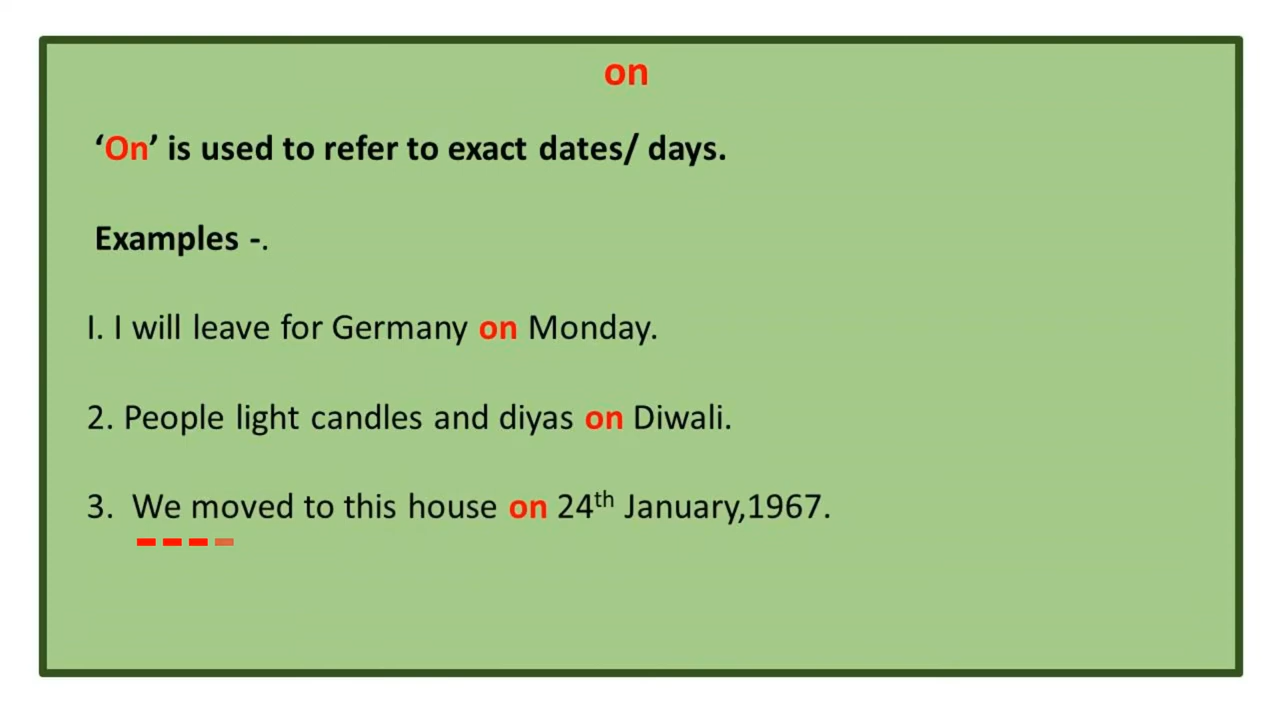 on
‘On’ is used to refer to exact dates/ days.
Examples -.
I. I will leave for Germany on Monday.
2. People light candles and diyas on Diwali.
3. We moved to this house on 24th January,1967.